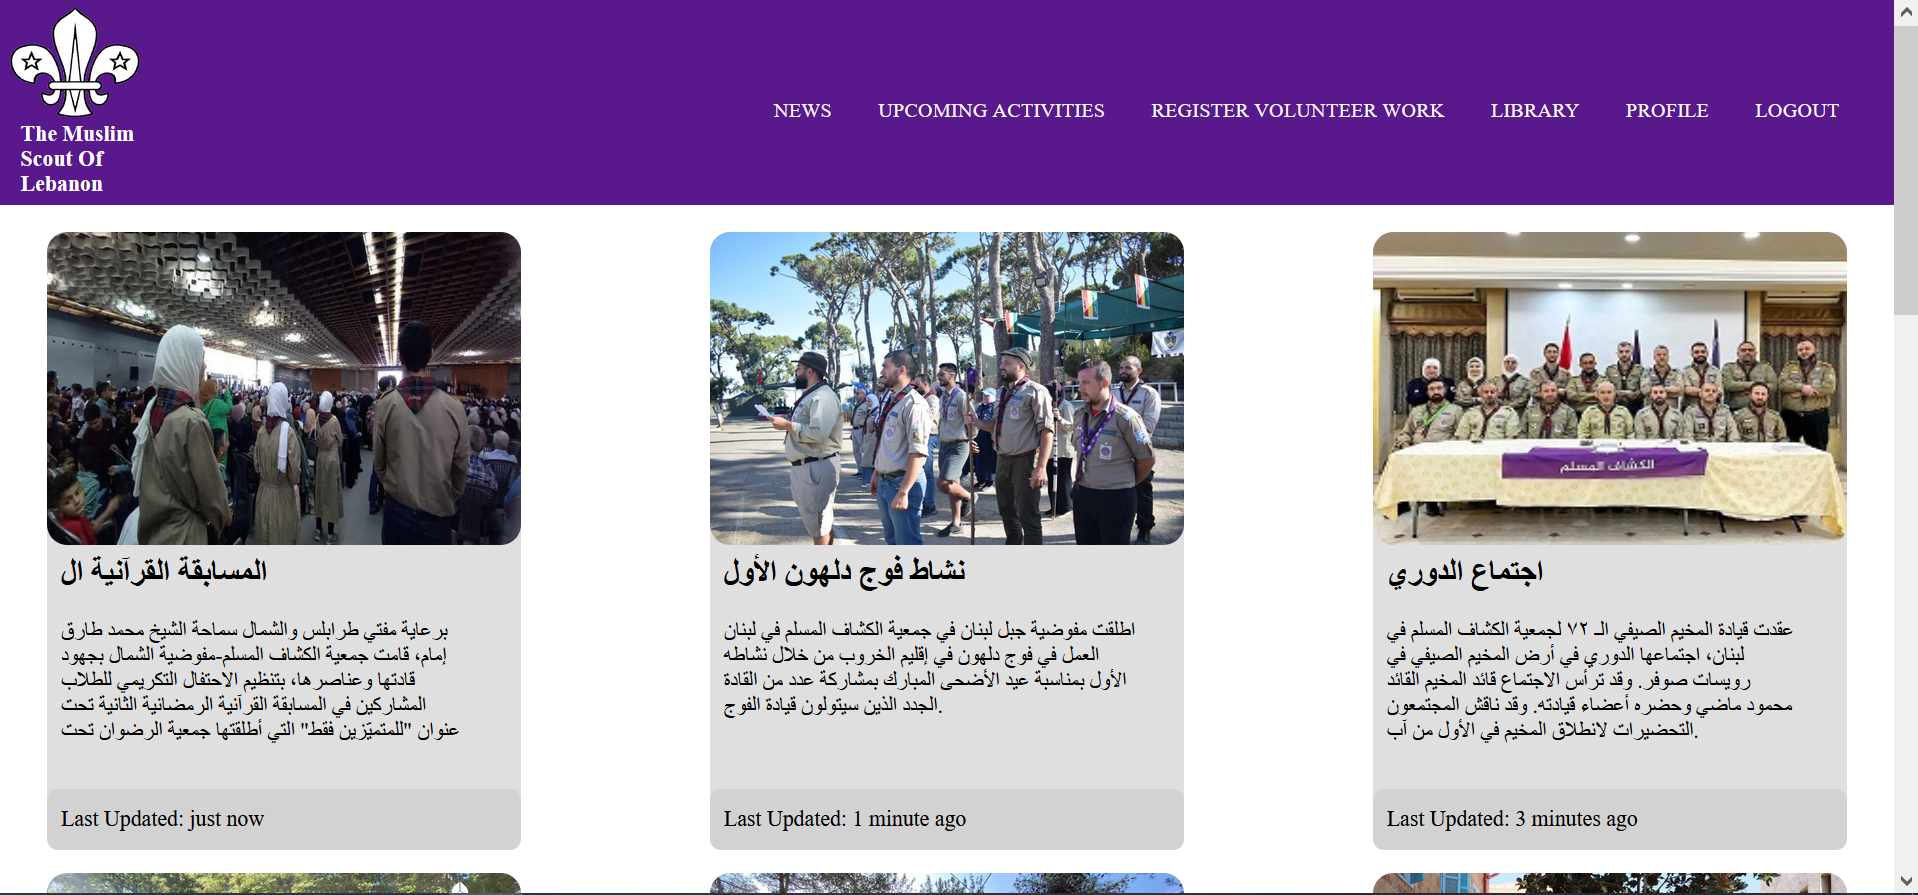 The Muslim
Scout Of
Lebanon
NEWS
UPCOMING ACTIVITIES
REGISTER VOLUNTEER WORK
LIBRARY
PROFILE
LOGOUT
المسابقة القرآنية ال
برعاية مفتي طرابلس والشمال سماحة الشيخ محمد طارق
إمام، قامت جمعية الكشاف المسلم-مفوضية الشمال بجهود
قادتها وعناصرها، بتنظيم الاحتفال التكريمي للطلاب
المشاركين في المسابقة القرآنية الرمضانية الثانية تحت
عنوان "للمتميّزين فقط" التي أطلقتها جمعية الرضوان تحت
Last Updated: just now
نشاط فوج دلهون الأول
اطلقت مفوضية جبل لبنان في جمعية الكشاف المسلم في لبنان
العمل في فوج دلهون في إقليم الخروب من خلال نشاطه
الأول بمناسبة عيد الأضحى المبارك بمشاركة عدد من القادة
الجدد الذين سيتولون قيادة الفوج.
Last Updated: 1 minute ago
الكشاف المسلم
اجتماع الدوري
عقدت قيادة المخيم الصيفي الـ ٧٢ لجمعية الكشاف المسلم في
لبنان، اجتماعها الدوري في أرض المخيم الصيفي في
رويسات صوفر. وقد ترأس الاجتماع قائد المخيم القائد
محمود ماضي وحضره أعضاء قيادته. وقد ناقش المجتمعون
التحضيرات لانطلاق المخيم في الأول من آب.
Last Updated: 3 minutes ago